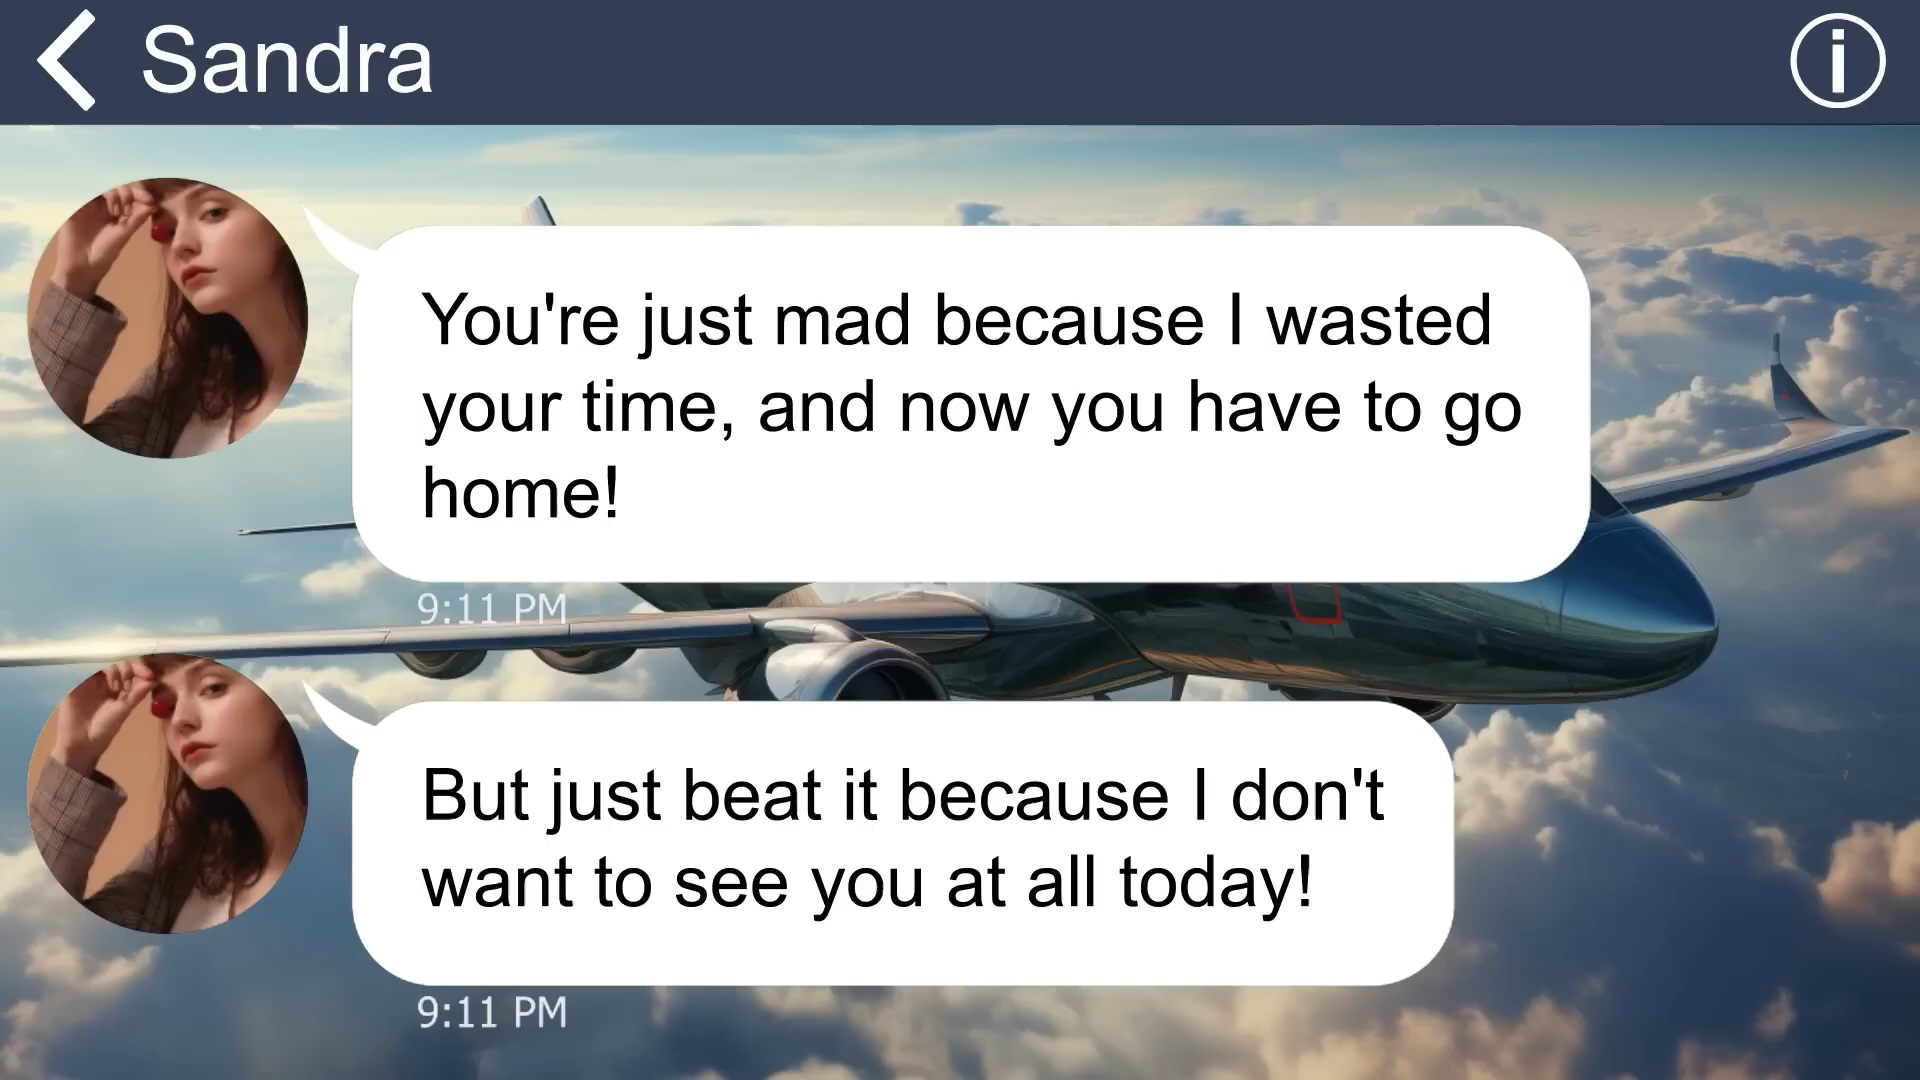 Sandra
You're just mad because I wasted
your time, and now you have to go
home!
9:11 PM
But just beat it because I don't
want to see you at all today!
9:11 PM